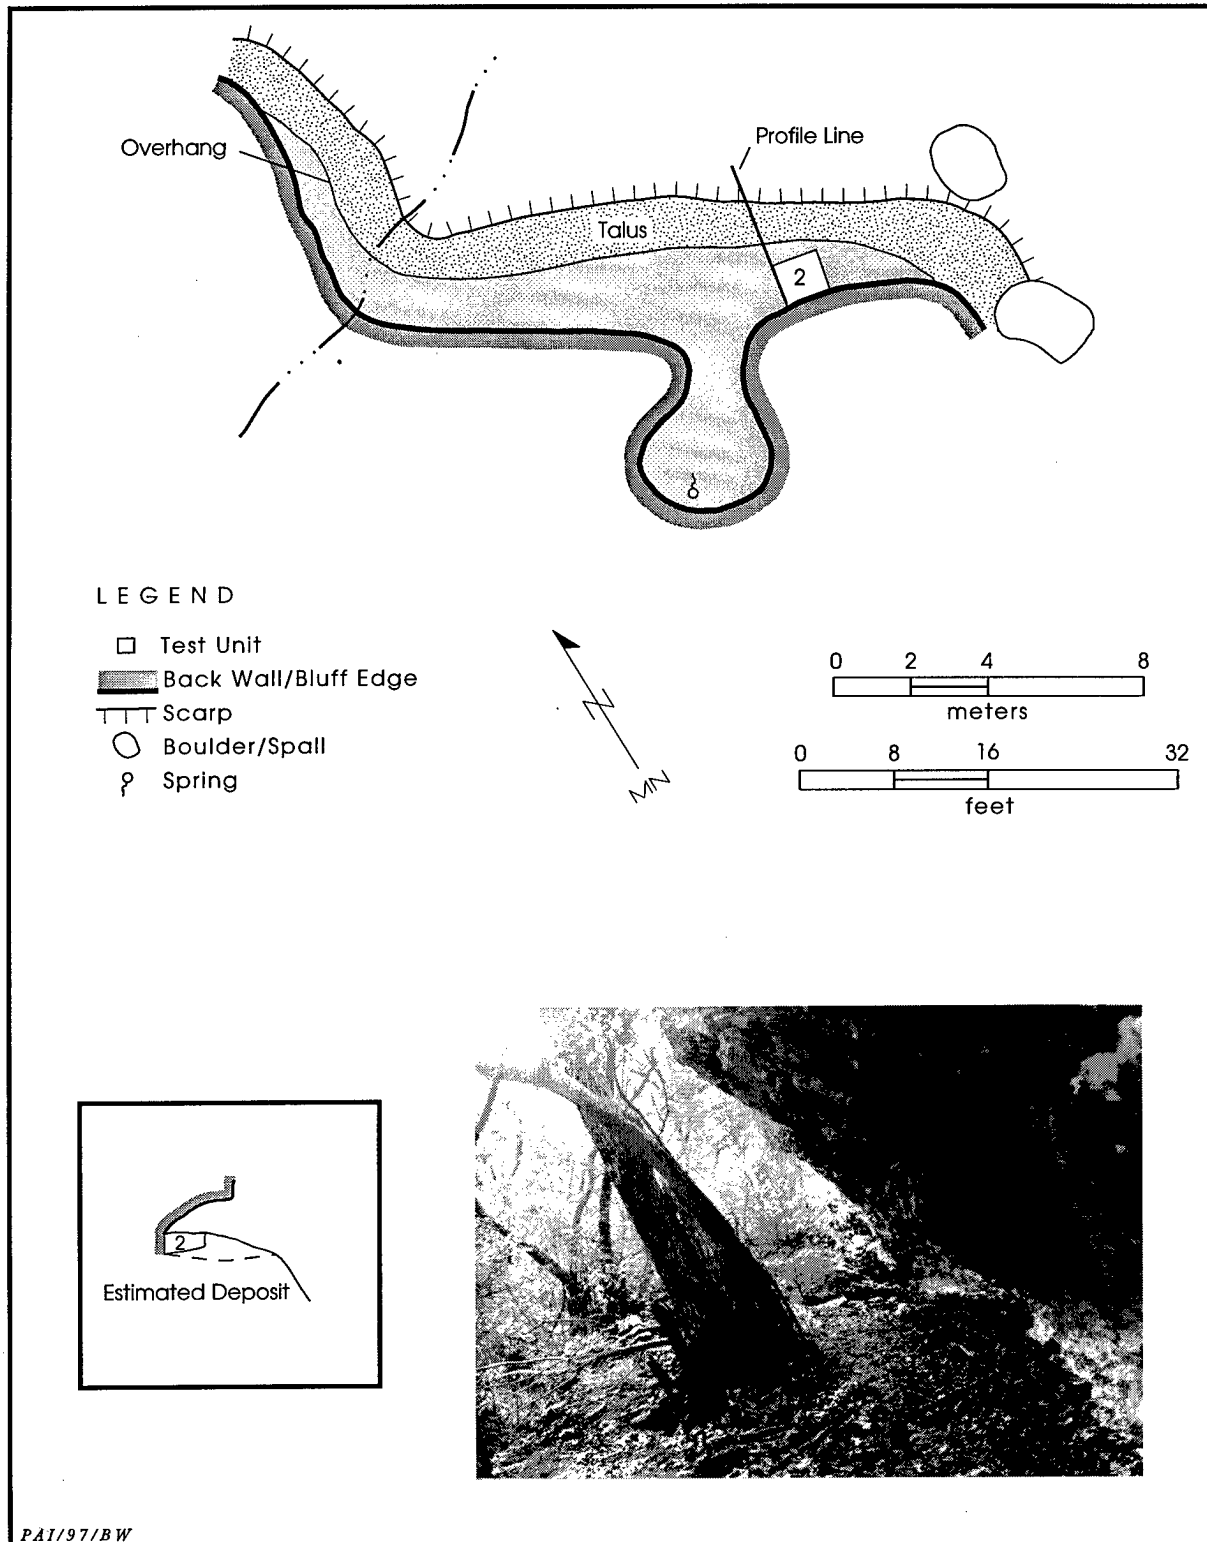 Profile Line
Overhang
Talus
2
LEGEND
Test Unit
Back Wall/Bluff Edge
Scarp
Boulder/Spall
Spring
N
MN
0 2 4 8
meters
0 8 16 32
feet
2
Estimated Deposit
PAI/97/BW